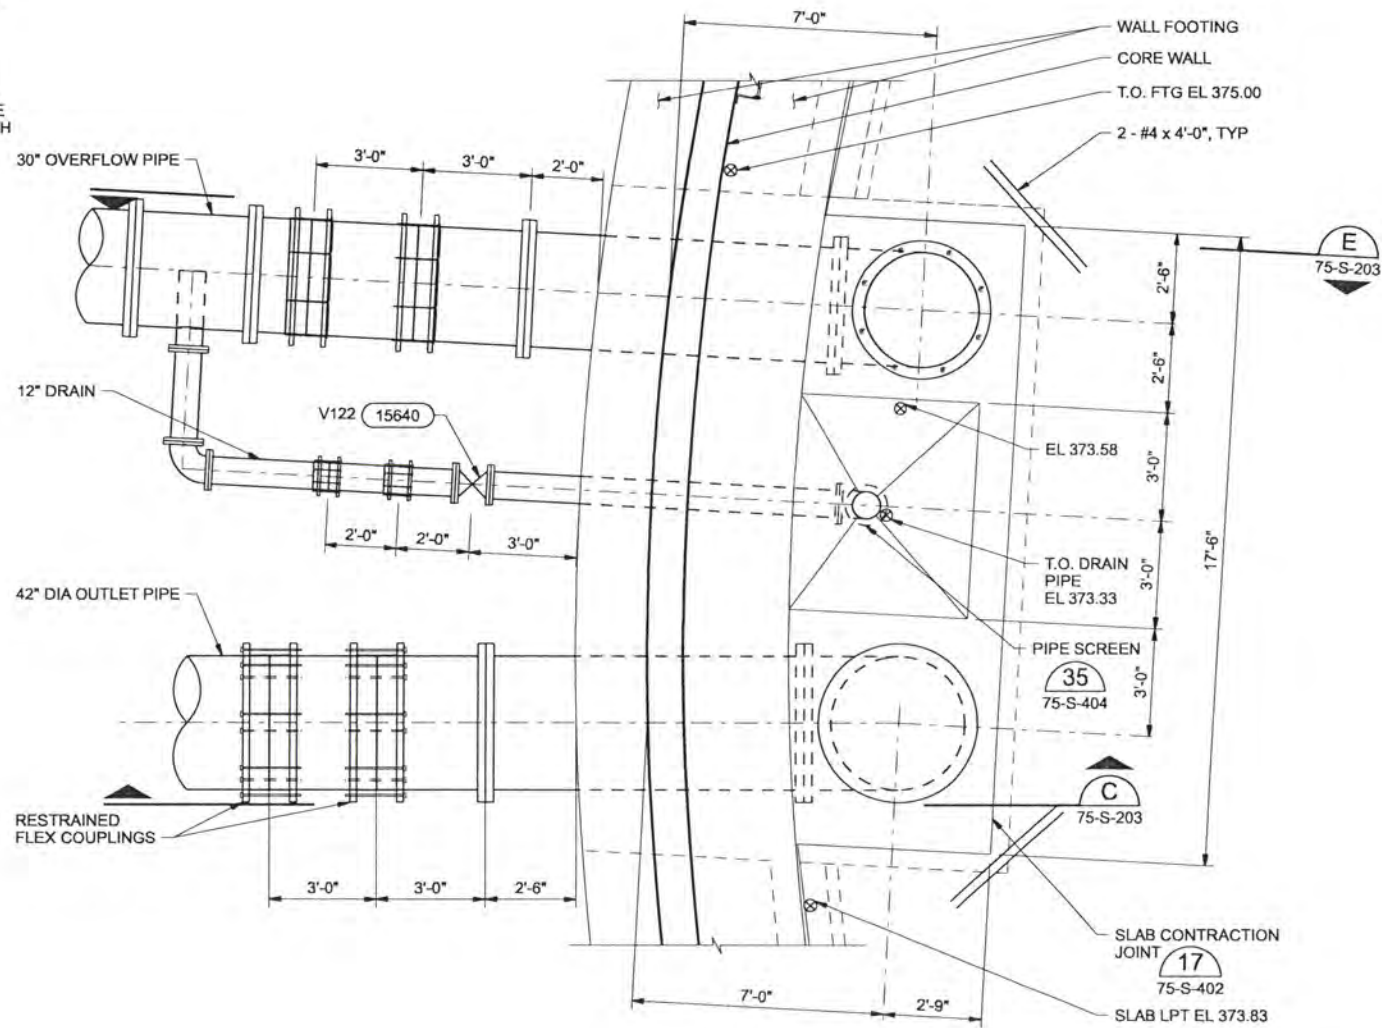 7'-0"
WALL FOOTING
CORE WALL
T.O. FTG EL 375.00
2 - #4 x 4'-0", TYP
E
H
30" OVERFLOW PIPE
3'-0"
3'-0"
2'-0"
E
75-S-203
2'-6"
2'-6"
12" DRAIN
V122
15640
EL 373.58
3'-0"
17'-6"
2'-0"
2'-0"
3'-0"
T.O. DRAIN
PIPE
EL 373.33
3'-0"
42" DIA OUTLET PIPE
PIPE SCREEN
35
75-S-404
3'-0"
C
75-S-203
RESTRAINED
FLEX COUPLINGS
3'-0"
3'-0"
2'-6"
SLAB CONTRACTION
JOINT
17
75-S-402
7'-0"
2'-9"
SLAB LPT EL 373.83